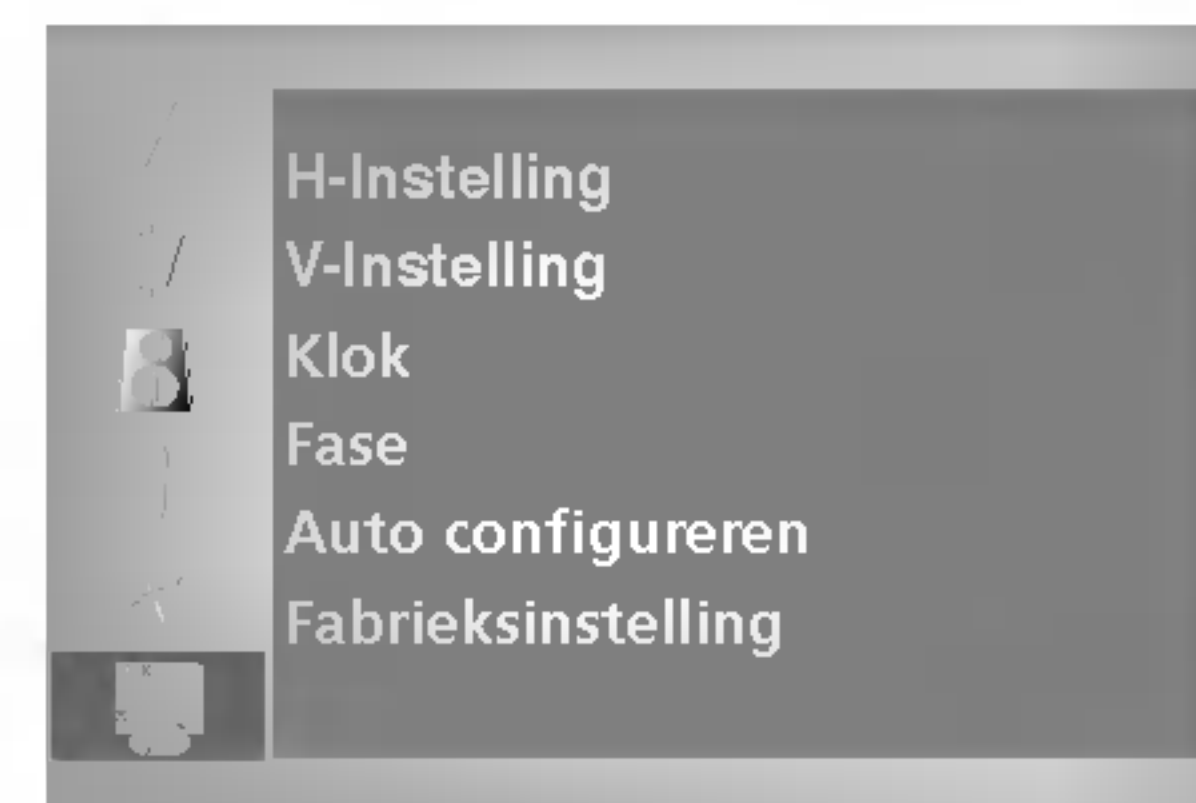 H-Instelling
V-Instelling
Klok
Fase
Auto configureren
Fabrieksinstelling